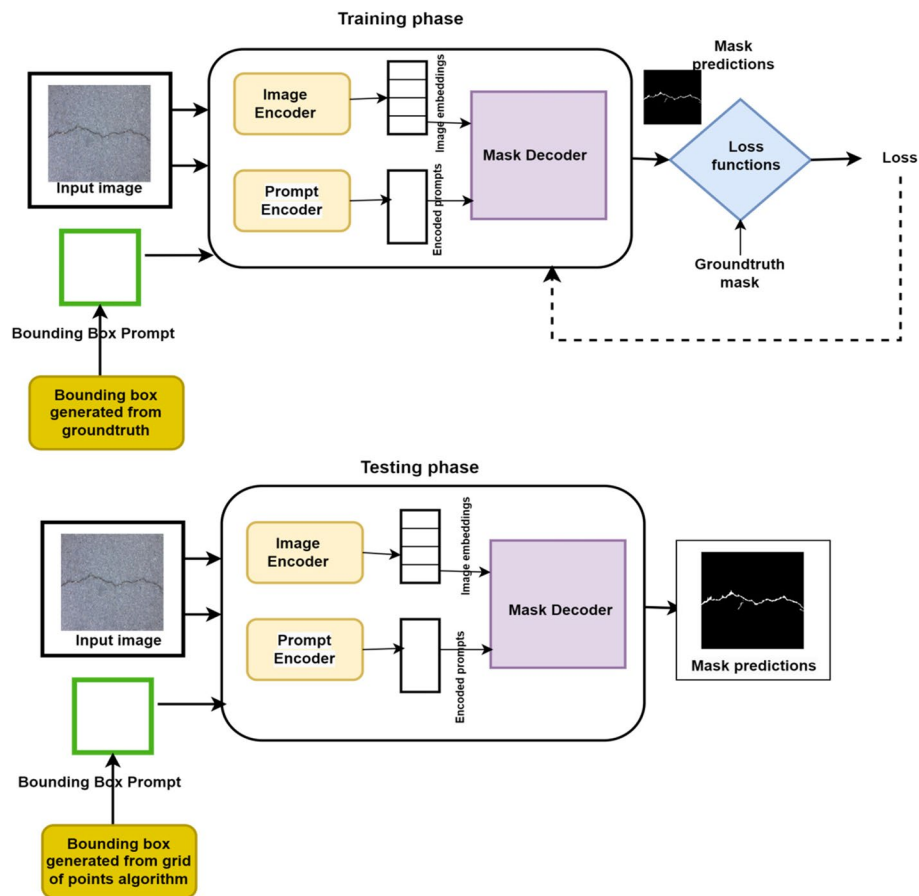 Training phase
Input image
Image
Encoder
Image embeddings
Prompt
Encoder
Encoded prompts
Mask Decoder
Mask
predictions
Loss
functions
Loss
Groundtruth
mask
Bounding Box Prompt
Bounding box
generated from
groundtruth
Testing phase
Input image
Image
Encoder
Image embeddings
Prompt
Encoder
Encoded prompts
Mask Decoder
Mask predictions
Bounding Box Prompt
Bounding box
generated from grid
of points algorithm